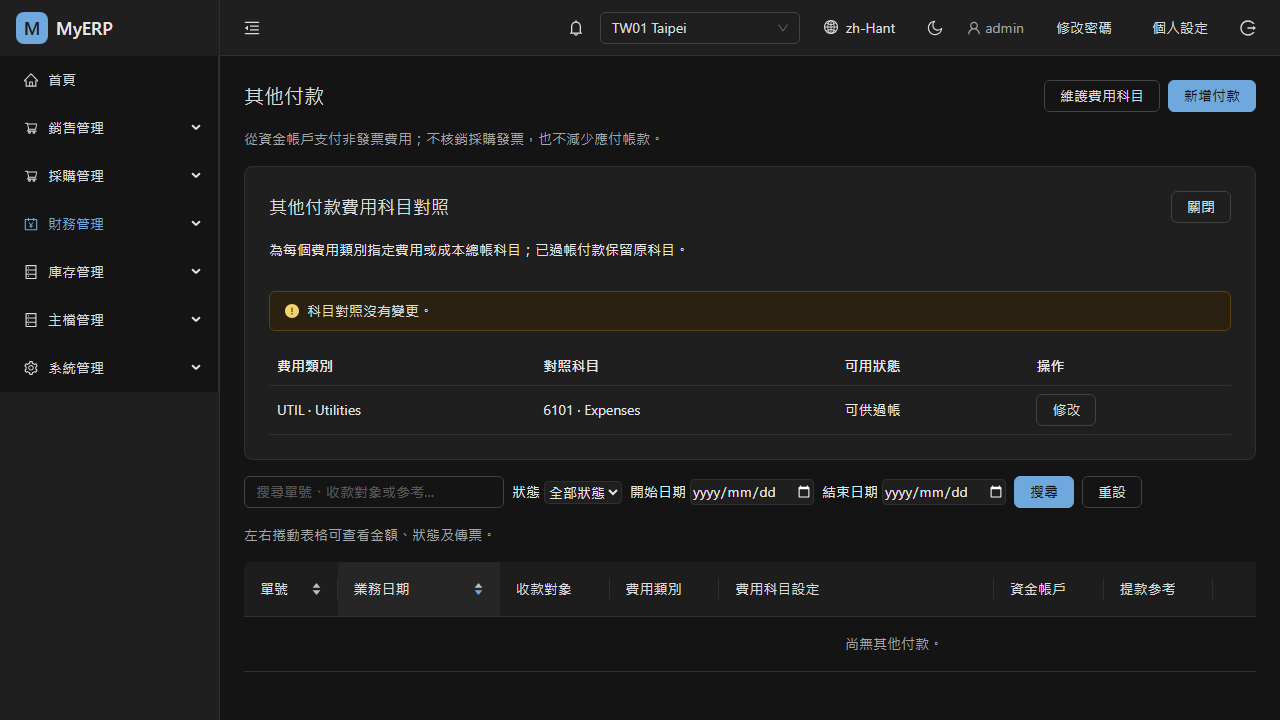 M MyERP
TW01 Taipei
zh-Hant
admin
修改密碼
個人設定
首頁
銷售管理
採購管理
財務管理
庫存管理
主檔管理
系統管理
其他付款
維護費用科目
新增付款
從資金帳戶支付非發票費用；不核銷採購發票，也不減少應付帳款。
其他付款費用科目對照
關閉
為每個費用類別指定費用或成本總帳科目；已過帳付款保留原科目。
科目對照沒有變更。
費用類別 對照科目 可用狀態 操作
UTIL · Utilities 6101 · Expenses 可供過帳 修改
搜尋單號、收款對象或參考... 狀態 全部狀態 開始日期 yyyy/mm/dd 結束日期 yyyy/mm/dd 搜尋 重設
左右捲動表格可查看金額、狀態及傳票。
單號 業務日期 收款對象 費用類別 費用科目設定 資金帳戶 提款參考
尚無其他付款。